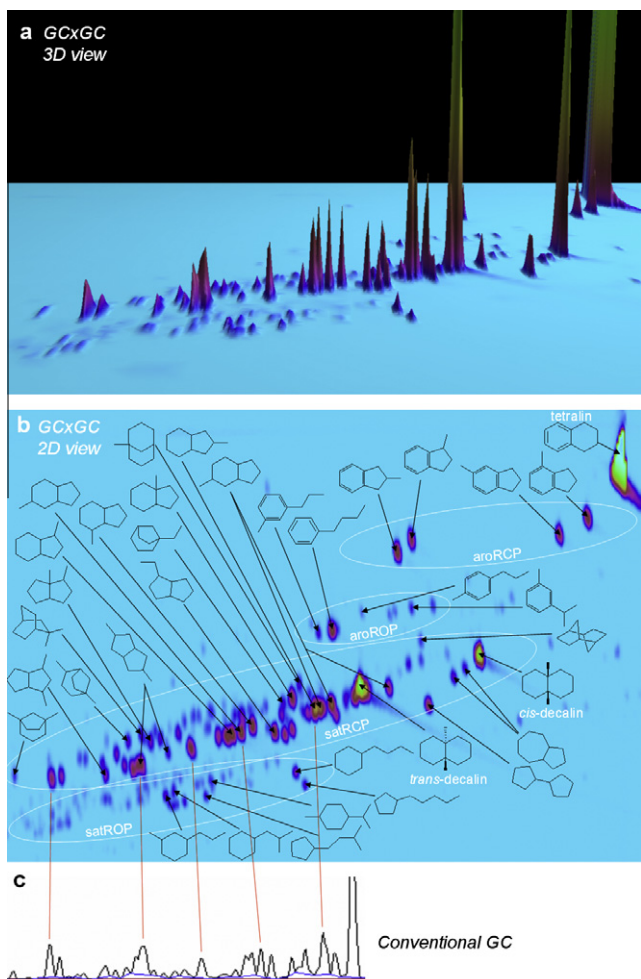 a GCxGC
3D view
b GCxGC
2D view
tetralin
aroRCP
aroROP
satRCP
cis-decalin
trans-decalin
satROP
c
Conventional GC